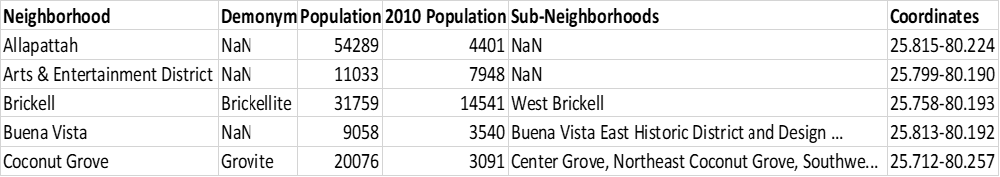 Neighborhood Demonym Population 2010 Population Sub-Neighborhoods Coordinates
Allapattah NaN 54289 4401 NaN 25.815-80.224
Arts & Entertainment District NaN 11033 7948 NaN 25.799-80.190
Brickell Brickellite 31759 14541 West Brickell 25.758-80.193
Buena Vista NaN 9058 3540 Buena Vista East Historic District and Design ... 25.813-80.192
Coconut Grove Grovite 20076 3091 Center Grove, Northeast Coconut Grove, Southwe... 25.712-80.257